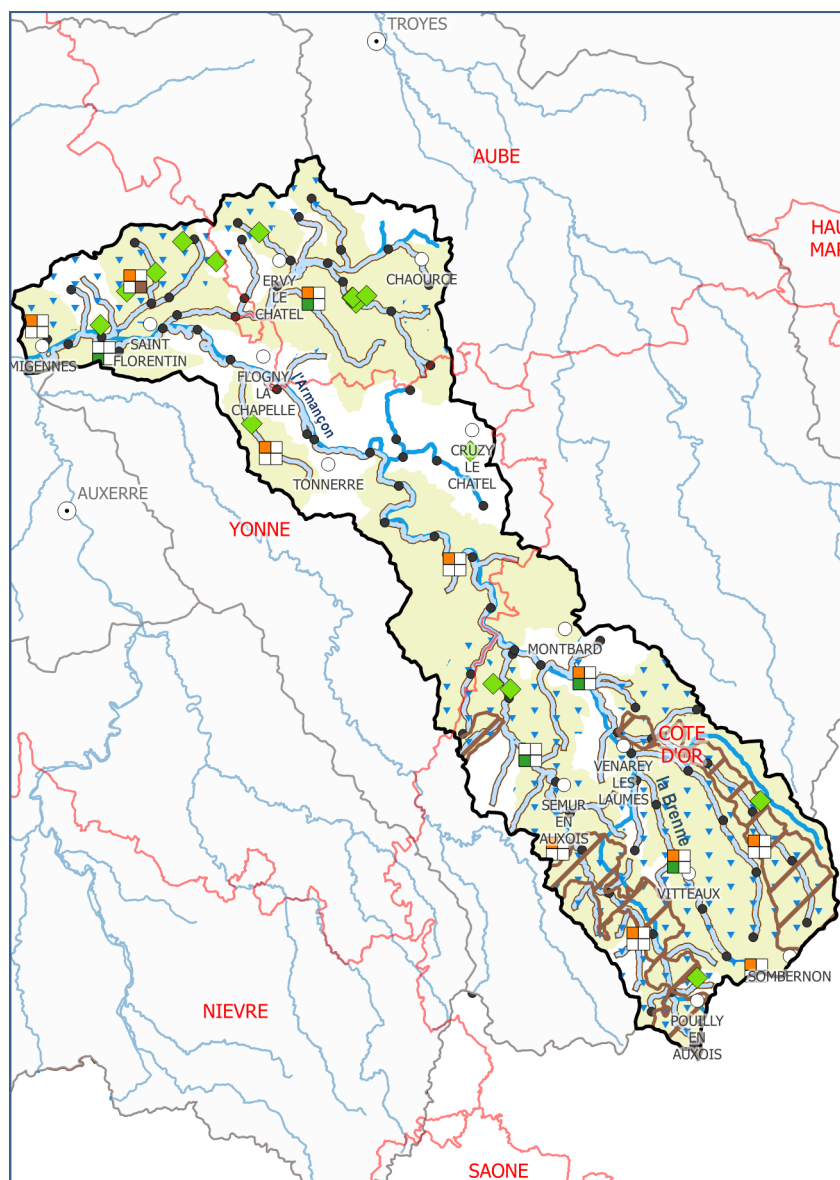 TROYES
AUBE
HAU
MAR
CHAOURCE
ERVY
LE
CHATEL
SAINT
FLORENTIN
MIGENNES
FLOGNY
LA
CHAPELLE
l'Armançon
CRUZY
LE
CHATEL
TONNERRE
AUXERRE
YONNE
MONTBARD
COTE
D'OR
VENAREY
LES
LAUMES
la Brenne
SEMUR
EN
AUXOIS
VITTEAUX
SOMBERNON
NIEVRE
POUILLY
EN
AUXOIS
SAONE